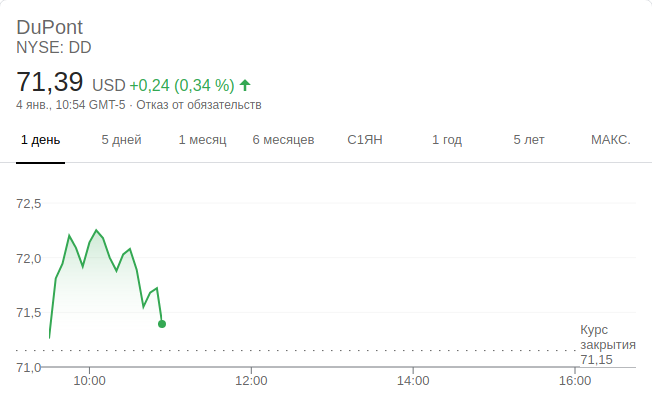 DuPont
NYSE: DD
71,39 USD +0,24 (0,34 %)
4 янв., 10:54 GMT-5 · Отказ от обязательств
1 день 5 дней 1 месяц 6 месяцев С1ЯН 1 год 5 лет МАКС.
72,5
72,0
71,5
71,0
Курс
закрытия
71,15
10:00 12:00 14:00 16:00